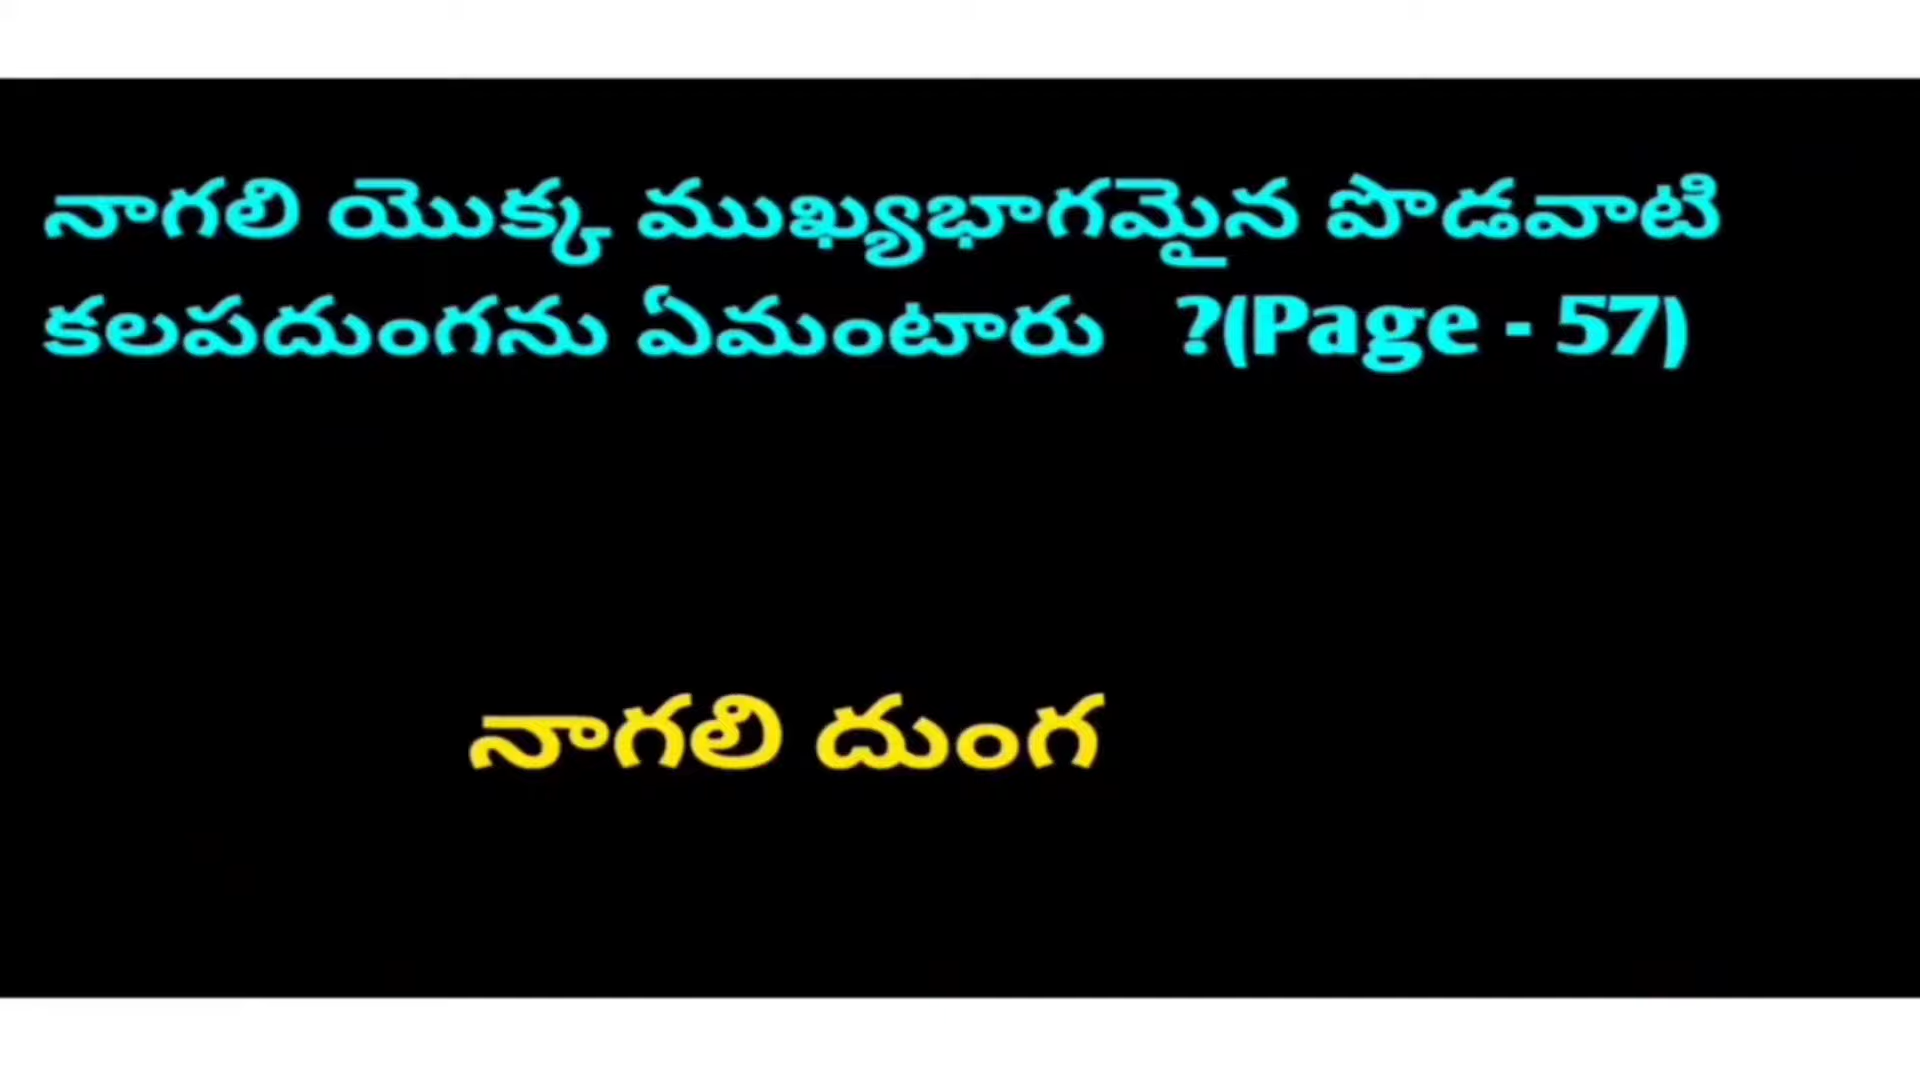 నాగలి యొక్క ముఖ్యభాగమైన పొడవాటి
కలపదుంగను ఏమంటారు ?(Page - 57)
నాగలి దుంగ